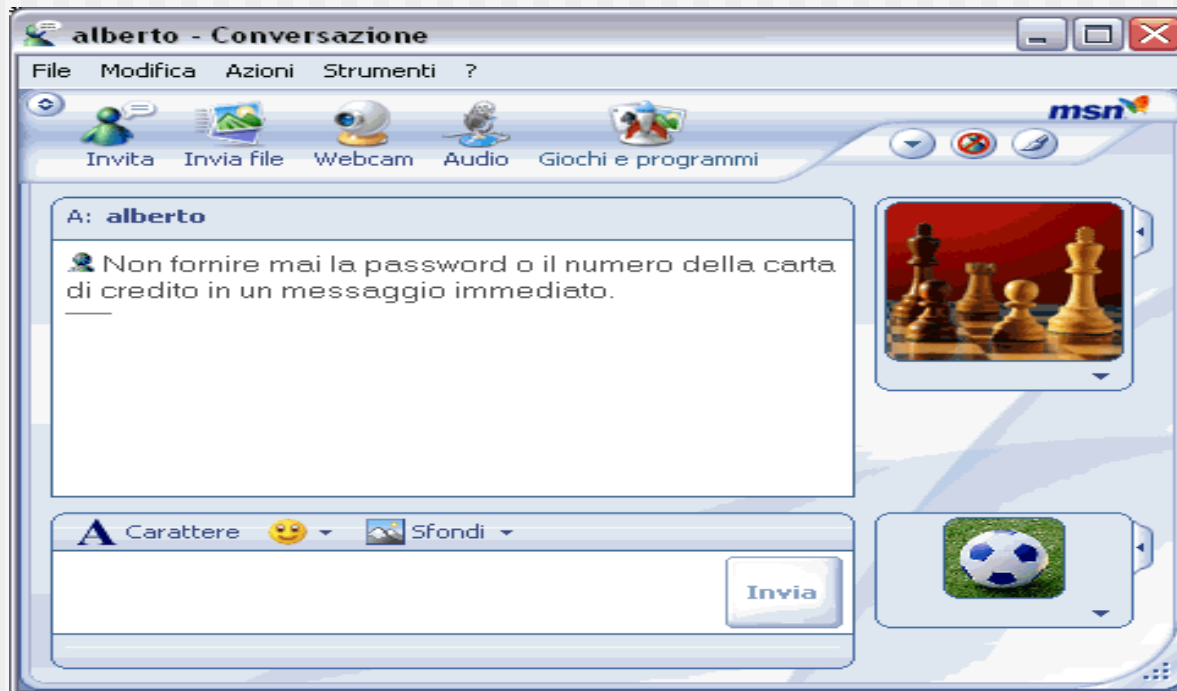 alberto - Conversazione
File Modifica Azioni Strumenti ?
msn
Invita Invia file Webcam Audio Giochi e programmi
A: alberto
Non fornire mai la password o il numero della carta
di credito in un messaggio immediato.
A Carattere Sfondi
Invia